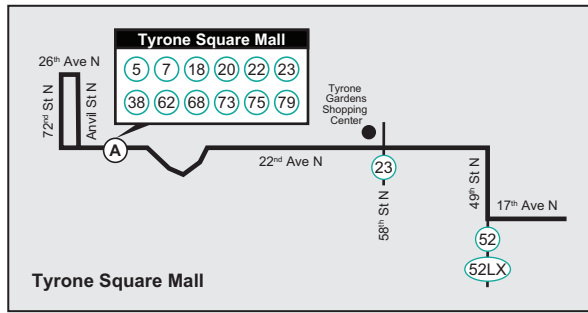 Tyrone Square Mall
5 7 18 20 22 23
38 62 68 73 75 79
26th Ave N
72nd St N
Anvil St N
A
Tyrone
Gardens
Shopping
Center
22nd Ave N
23
58th St N
49th St N
17th Ave N
52
52LX
Tyrone Square Mall